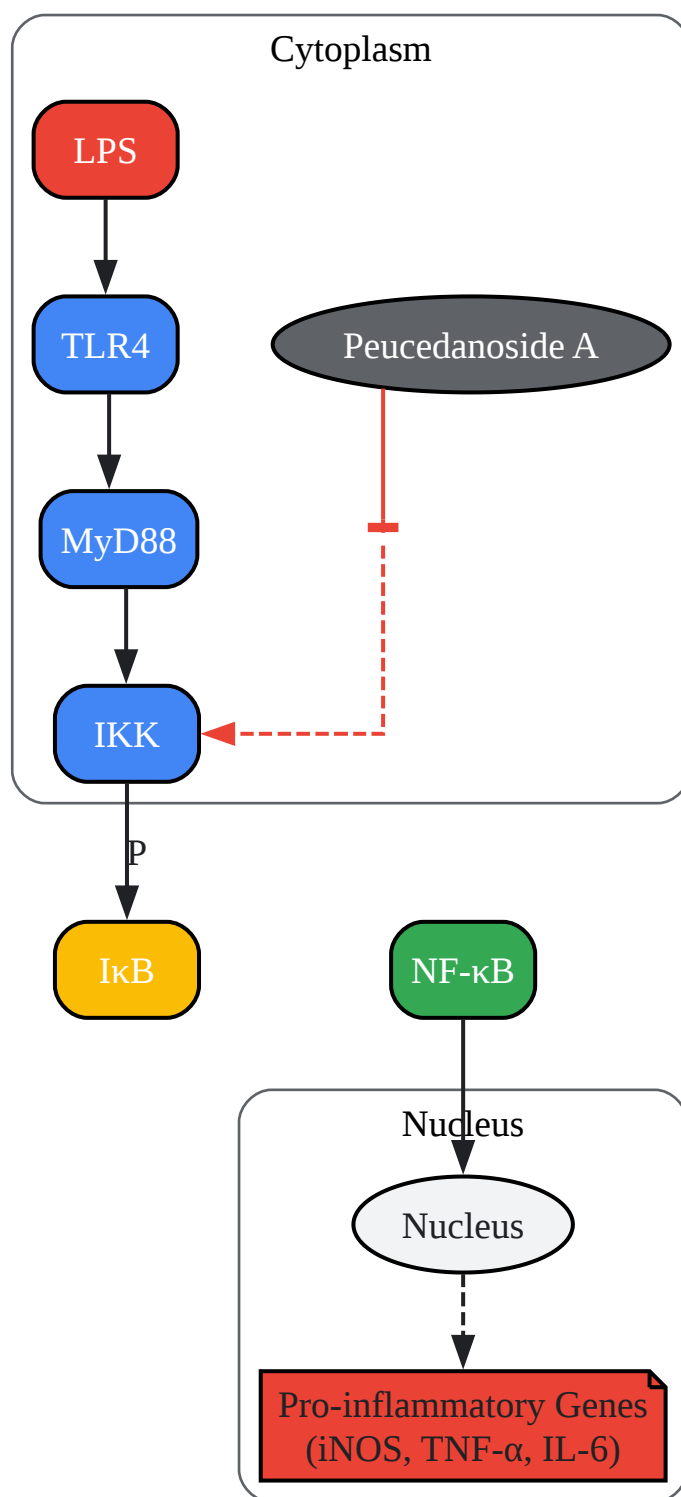 Cytoplasm
LPS
TLR4
Peucedanoside A
MyD88
IKK
P
IκB
NF-κB
Nucleus
Nucleus
Pro-inflammatory Genes
(iNOS, TNF-α, IL-6)